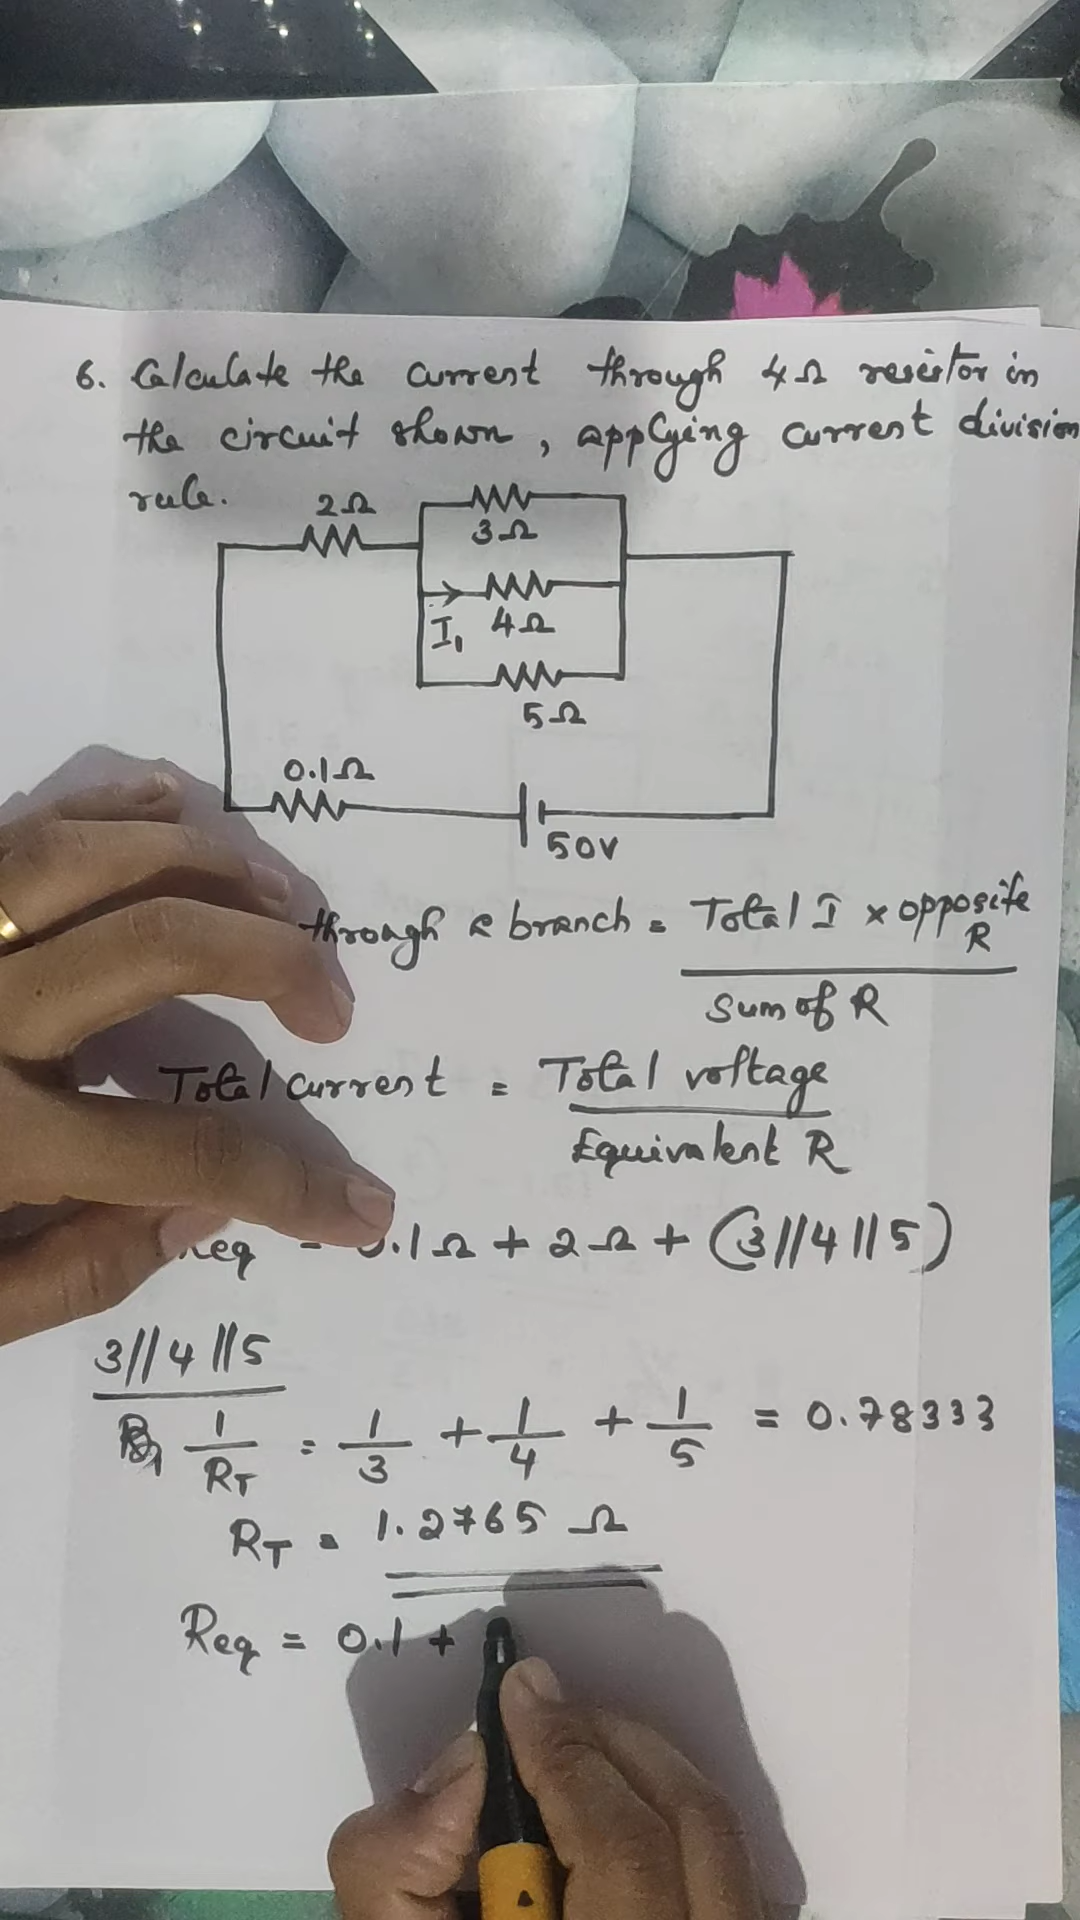 6. Calculate the current through 4Ω resistor in
the circuit shown, applying current division
rule.
2Ω
3Ω
I₁ 4Ω
5Ω
0.1Ω
50V
through a branch = Total I × opposite R
Sum of R
Total current = Total voltage
Equivalent R
Req = 0.1Ω + 2Ω + (3//4//5)
3//4//5
1/RT = 1/3 + 1/4 + 1/5 = 0.78333
RT = 1.2765 Ω
Req = 0.1 +